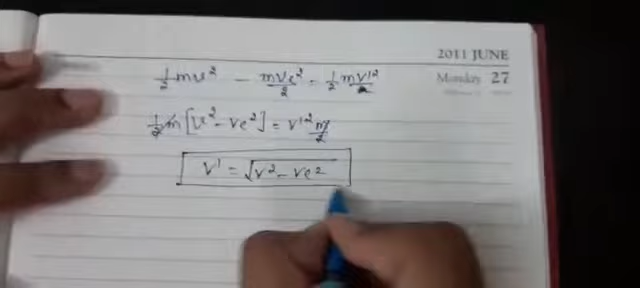 2011 JUNE
Monday 27
½mv² - mve²/2 = ½mv'²
½m[v² - ve²] = v'² m/2
v' = √v² - ve²